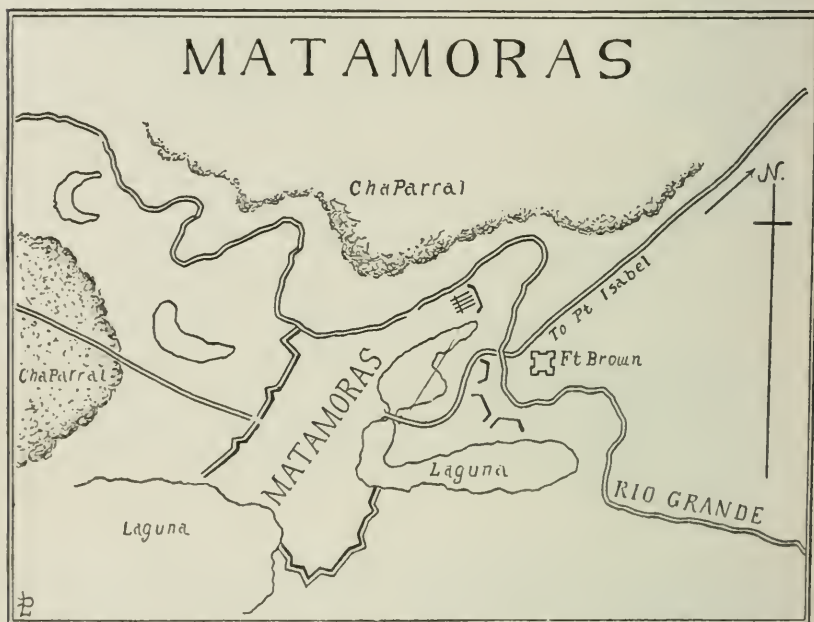 MATAMORAS
ChaParral
N.
To Pt Isabel
ChaParral
Ft Brown
MATAMORAS
Laguna
RIO GRANDE
Laguna